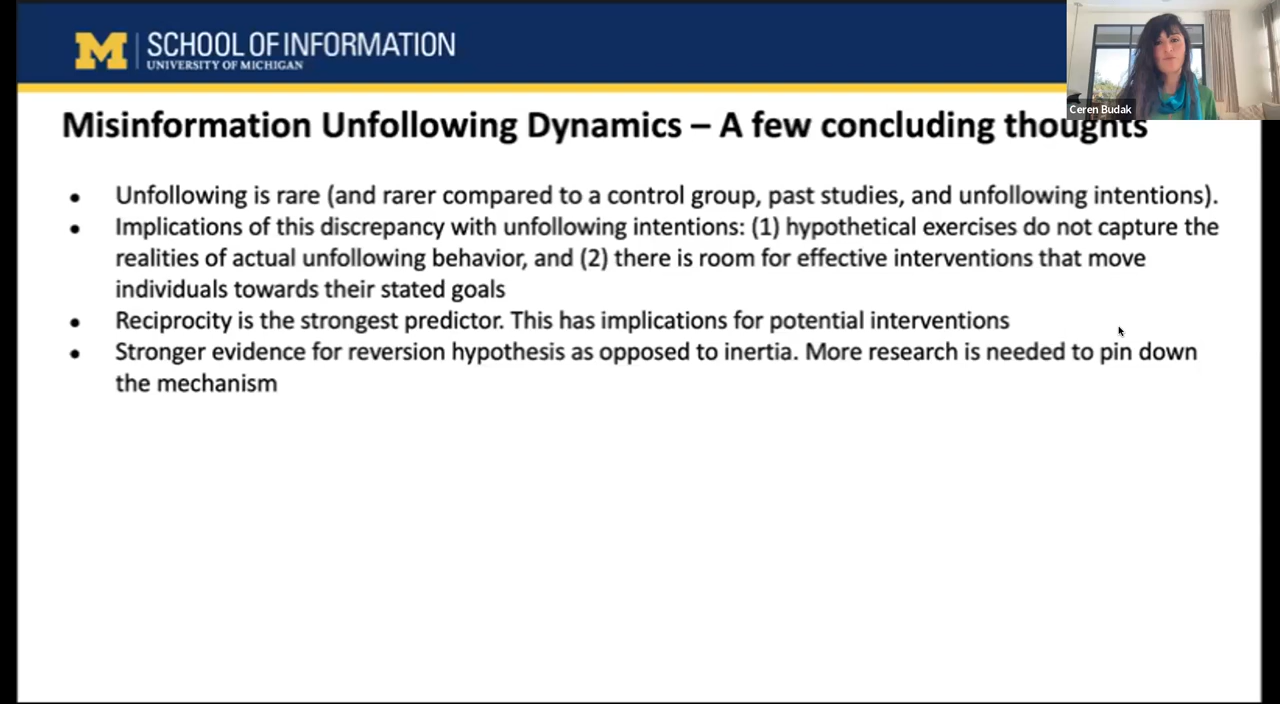 M | SCHOOL OF INFORMATION
UNIVERSITY OF MICHIGAN
Ceren Budak
Misinformation Unfollowing Dynamics – A few concluding thoughts
• Unfollowing is rare (and rarer compared to a control group, past studies, and unfollowing intentions).
• Implications of this discrepancy with unfollowing intentions: (1) hypothetical exercises do not capture the
realities of actual unfollowing behavior, and (2) there is room for effective interventions that move
individuals towards their stated goals
• Reciprocity is the strongest predictor. This has implications for potential interventions
• Stronger evidence for reversion hypothesis as opposed to inertia. More research is needed to pin down
the mechanism